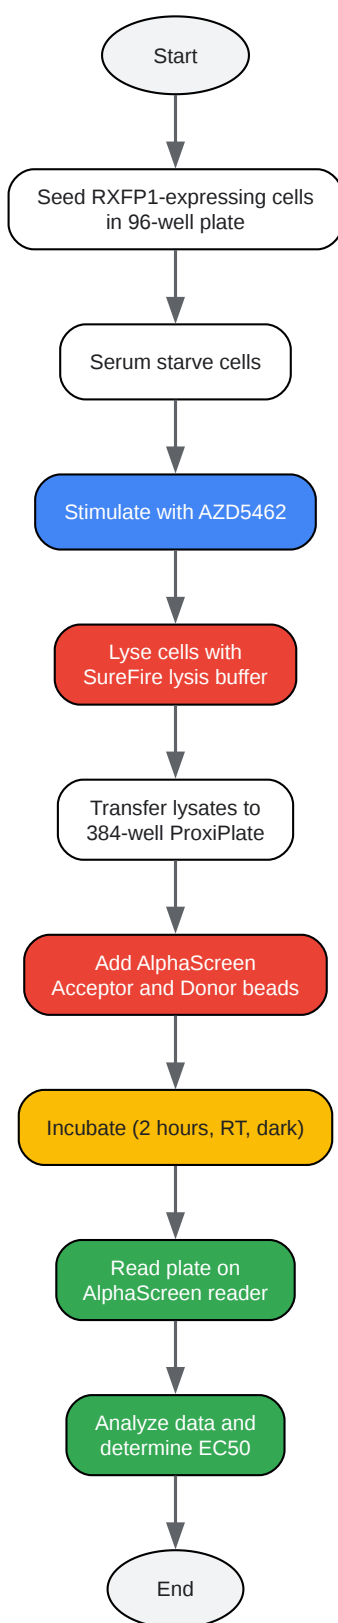 Start
Seed RXFP1-expressing cells
in 96-well plate
Serum starve cells
Stimulate with AZD5462
Lyse cells with
SureFire lysis buffer
Transfer lysates to
384-well ProxiPlate
Add AlphaScreen
Acceptor and Donor beads
Incubate (2 hours, RT, dark)
Read plate on
AlphaScreen reader
Analyze data and
determine EC50
End